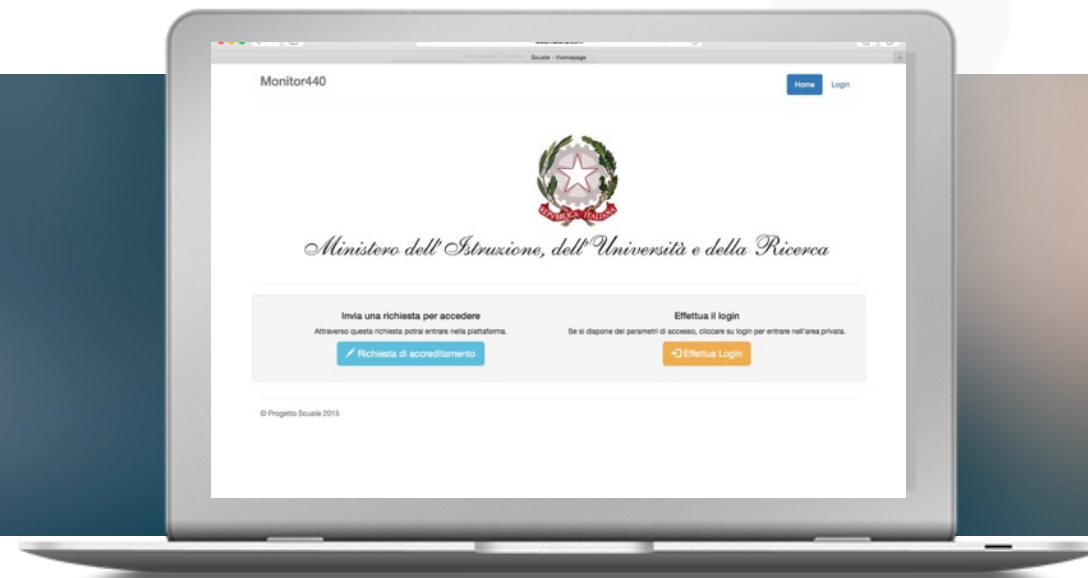 Scuole - Homepage
Monitor440
Home
Login
REPVBBLICA ITALIANA
Ministero dell'Istruzione, dell'Università e della Ricerca
Invia una richiesta per accedere
Attraverso questa richiesta potrai entrare nella piattaforma.
Richiesta di accreditamento
Effettua il login
Se si dispone dei parametri di accesso, cliccare su login per entrare nell'area privata.
Effettua Login
© Progetto Scuole 2015